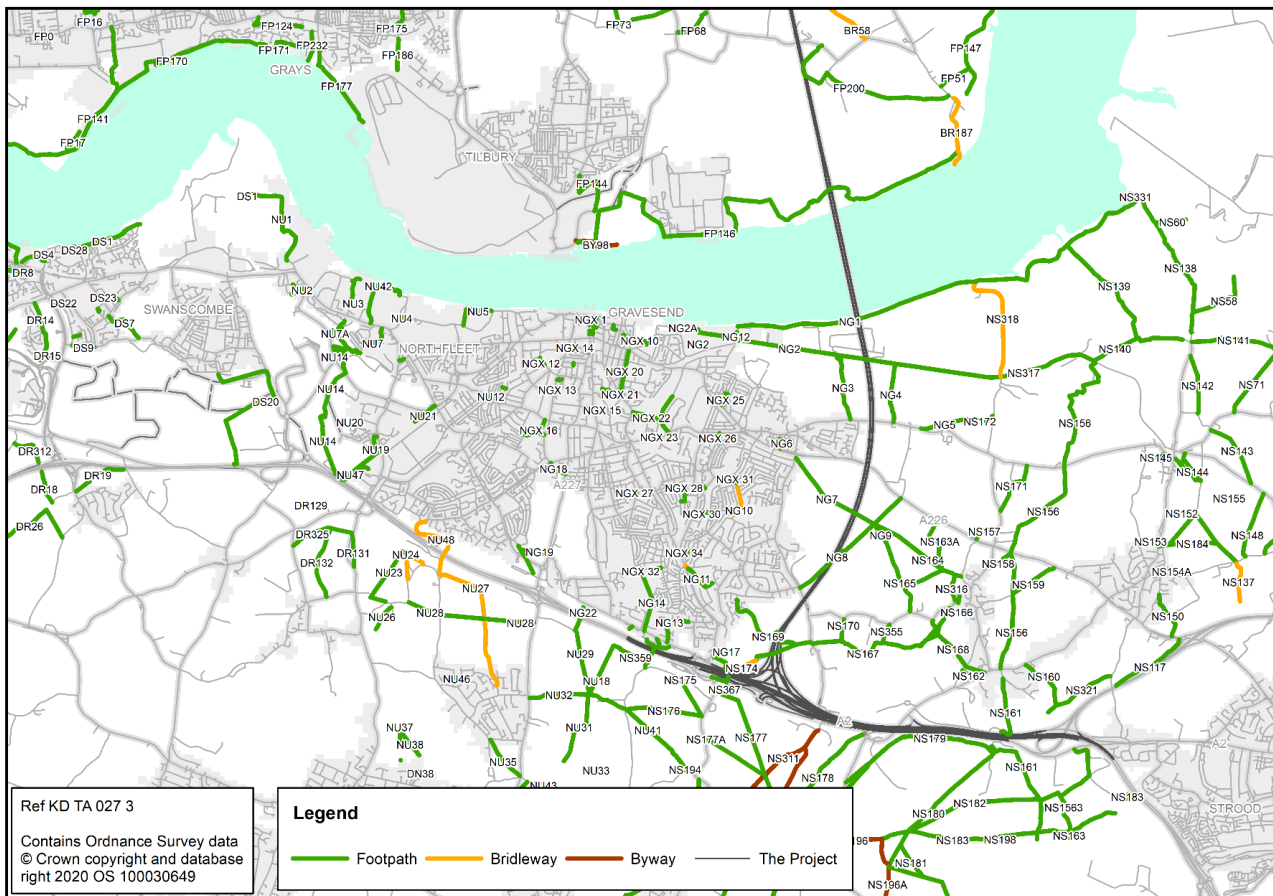 FP16
FP124
FP175
FP73
FP68
BR58
FP0
FP171
FP232
FP147
FP170
GRAYS
FP186
FP51
FP177
FP200
FP141
BR187
FP17
TILBURY
FP144
DS1
NS331
NU1
FP146
NS60
DS1
BY98
DS28
DS4
DR8
NS138
NU42
NS139
NU2
DS23
DS22
NU3
NS58
SWANSCOMBE
NU5
GRAVESEND
NS318
DR14
DS7
NU4
NGX 1
NG2A
NG1
NU7A
NU7
NGX 10
NG12
DS9
NGX 14
NG2
NG2
NS140
NS141
DR15
NU14
NORTHFLEET
NGX 12
NGX 20
NS317
NU14
NGX 13
NG3
NG4
NS142
NS71
NU12
NGX 21
NGX 25
DS20
NGX 15
NU21
NGX 22
NU20
NS172
NS156
NGX 16
NGX 23
NGX 26
NG5
NU14
NG6
DR312
NU19
NS143
NS145
NG18
DR19
NU47
NS144
NGX 31
A227
NS171
DR18
NGX 27
NGX 28
NG7
NS155
DR129
NG10
NS156
NGX 30
NS152
DR26
A226
NS157
DR325
NU48
NG9
NS163A
NS148
NS153
NS184
DR131
NU24
NG19
NGX 34
NG8
NS164
NS158
DR132
NU23
NGX 32
NG11
NS165
NS159
NS154A
NS137
NU27
NS316
NU26
NU28
NG14
NS166
NS150
NU28
NG22
NG13
NS170
NS355
NS156
NS169
NS168
NU29
NS359
NG17
NS167
NS117
NS174
NS162
NS160
NU46
NU18
NS175
NS367
NS321
NU32
NS176
NS161
NU37
NU31
NU41
A2
NS177
NS179
A2
NU38
NS177A
NS311
NU35
NU33
NS194
NS178
NS161
DN38
NU43
NS183
NS182
NS1563
STROOD
NS180
Ref KD TA 027 3
Contains Ordnance Survey data
© Crown copyright and database
right 2020 OS 100030649
Legend
Footpath
Bridleway
Byway
The Project
196
NS183
NS198
NS163
NS181
NS196A